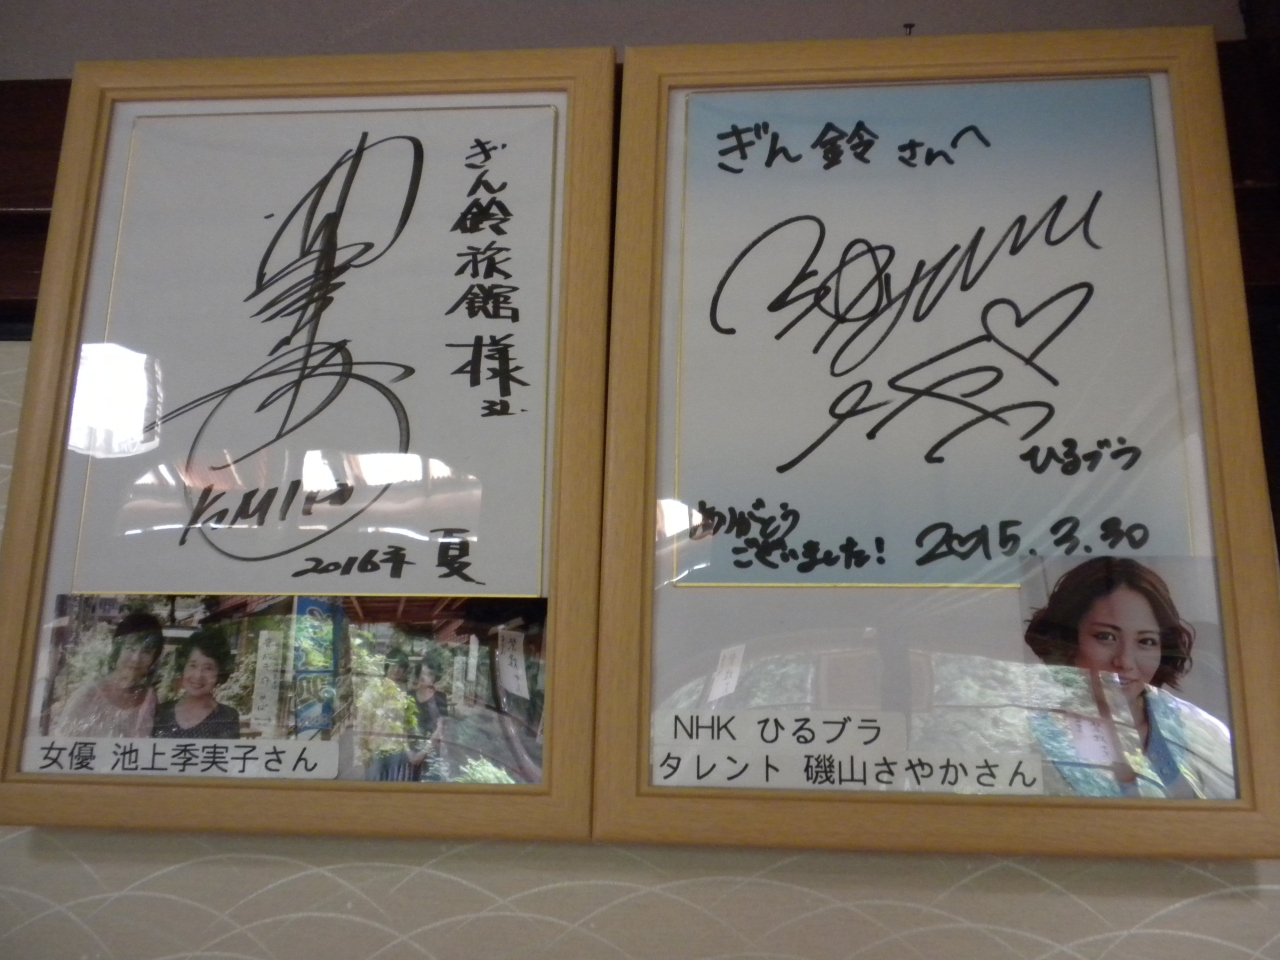 ぎん鈴旅館様
KIMIKO
2016年 夏
女優 池上季実子さん
ぎん鈴さんへ
ひるブラ
ありがとう
ございました!
2015.3.30
NHK ひるブラ
タレント 磯山さやかさん